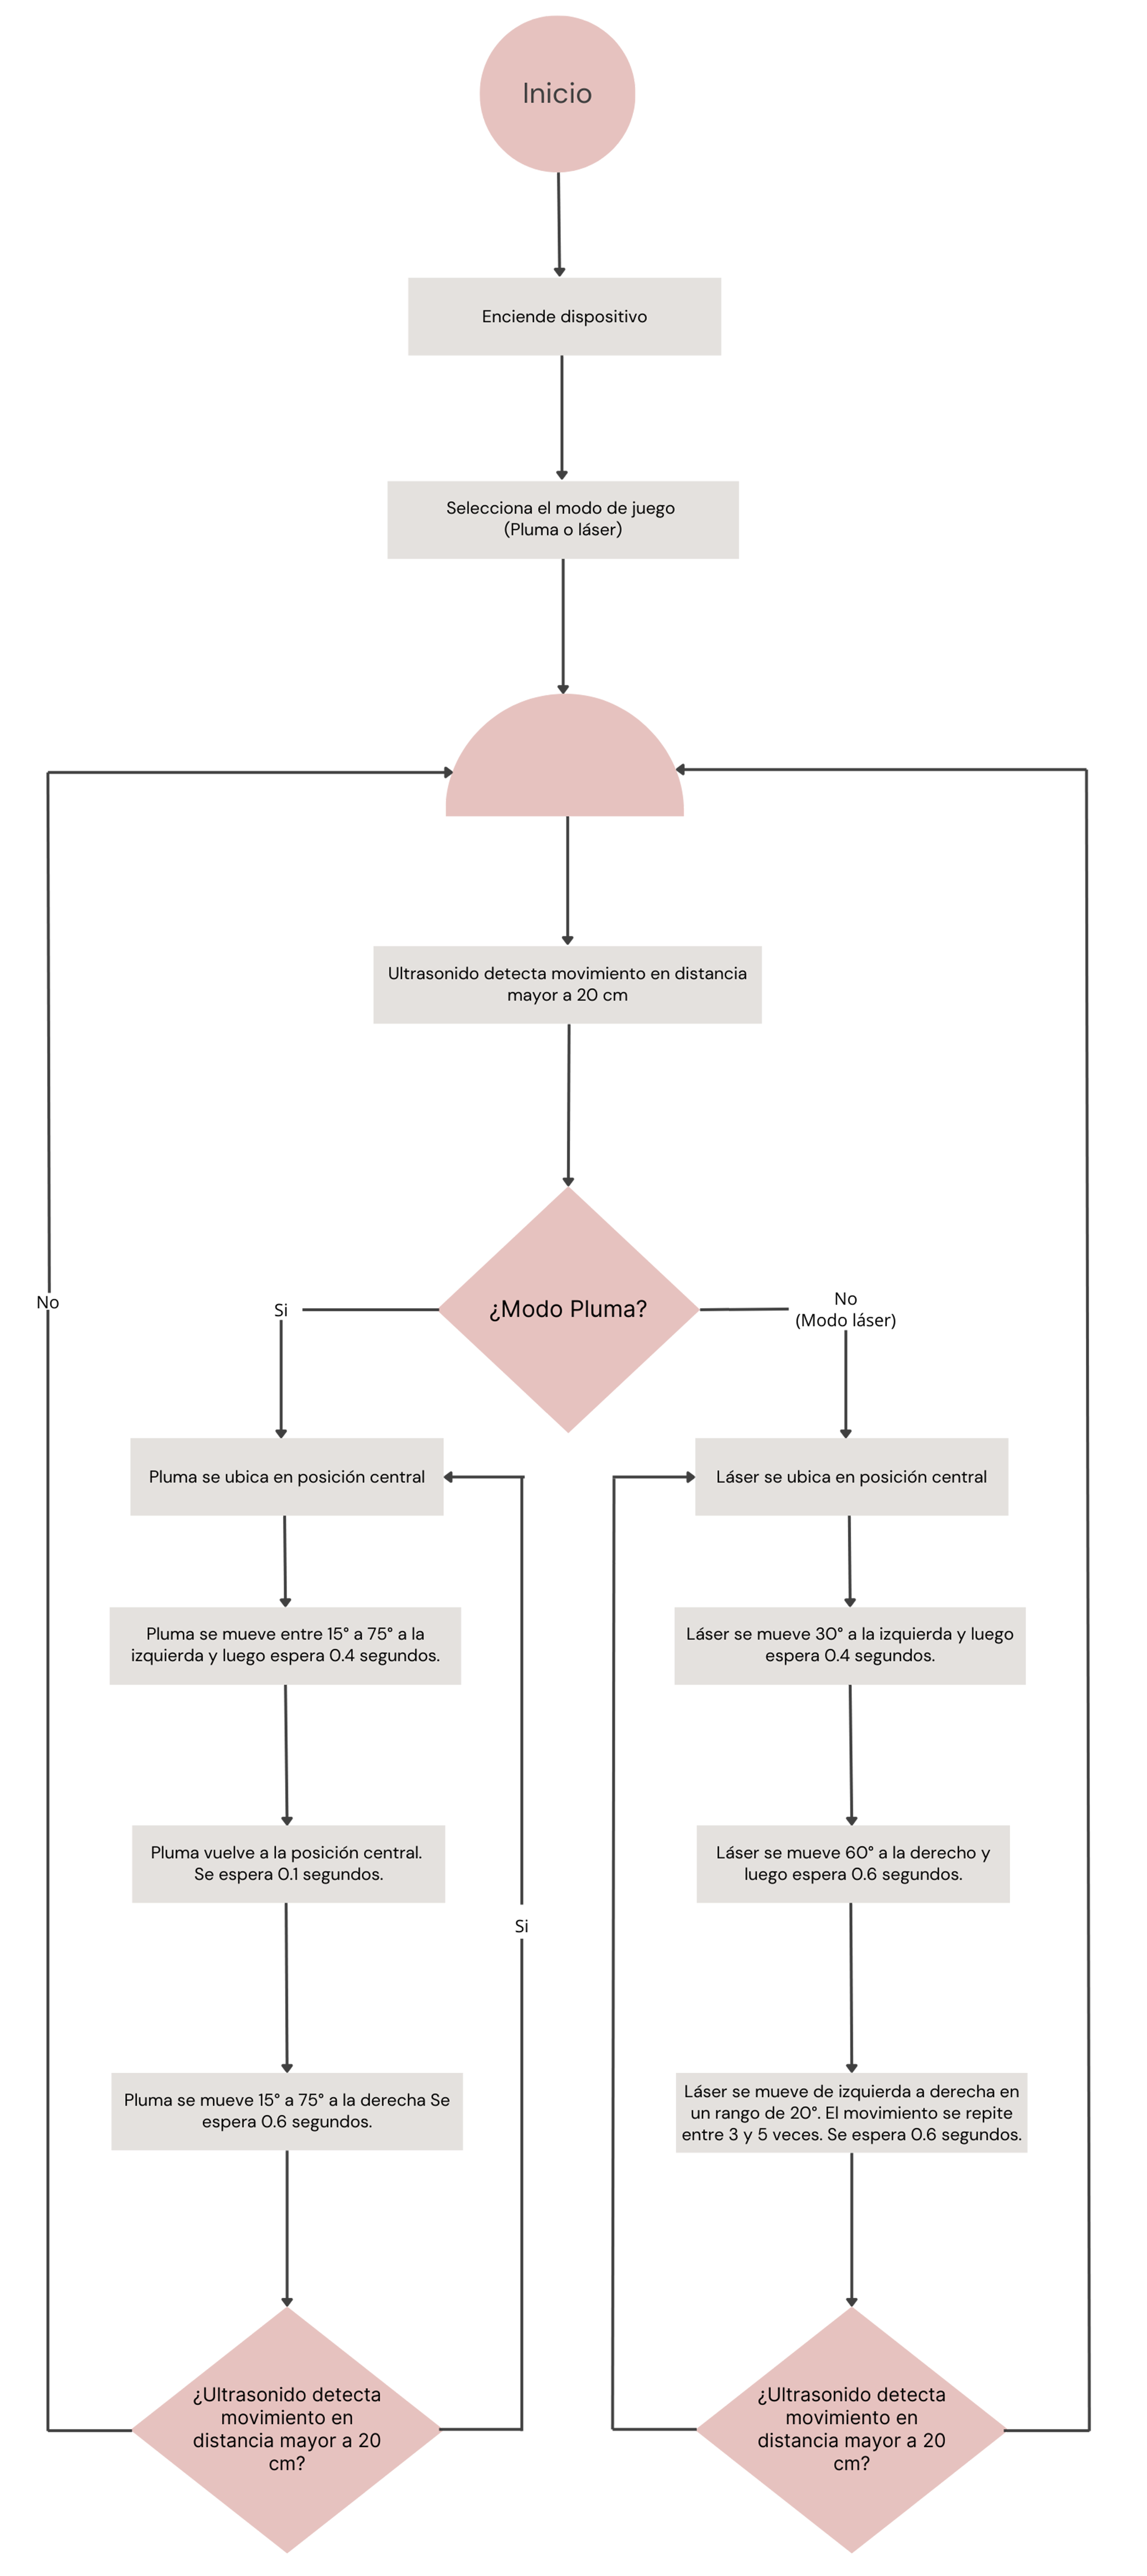 Inicio
Enciende dispositivo
Selecciona el modo de juego
(Pluma o láser)
Ultrasonido detecta movimiento en distancia
mayor a 20 cm
¿Modo Pluma?
Si
No
(Modo láser)
No
Pluma se ubica en posición central
Pluma se mueve entre 15° a 75° a la
izquierda y luego espera 0.4 segundos.
Pluma vuelve a la posición central.
Se espera 0.1 segundos.
Si
Pluma se mueve 15° a 75° a la derecha Se
espera 0.6 segundos.
¿Ultrasonido detecta
movimiento en
distancia mayor a 20
cm?
Láser se ubica en posición central
Láser se mueve 30° a la izquierda y luego
espera 0.4 segundos.
Láser se mueve 60° a la derecho y
luego espera 0.6 segundos.
Láser se mueve de izquierda a derecha en
un rango de 20°. El movimiento se repite
entre 3 y 5 veces. Se espera 0.6 segundos.
¿Ultrasonido detecta
movimiento en
distancia mayor a 20
cm?